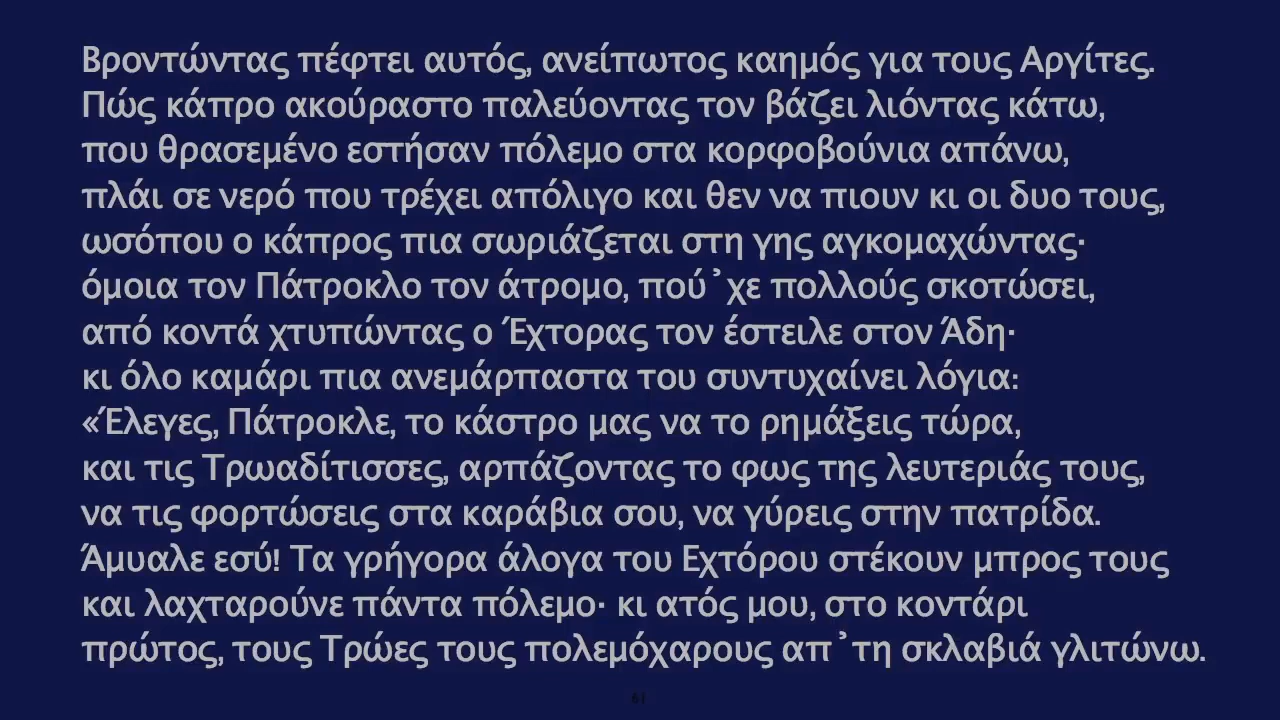 Βροντώντας πέφτει αυτός, ανείπωτος καημός για τους Αργίτες.
Πώς κάπρο ακούραστο παλεύοντας τον βάζει λιόντας κάτω,
που θρασεμένο εστήσαν πόλεμο στα κορφοβούνια απάνω,
πλάι σε νερό που τρέχει απόλιγο και θεν να πιουν κι οι δυο τους,
ωσόπου ο κάπρος πια σωριάζεται στη γης αγκομαχώντας·
όμοια τον Πάτροκλο τον άτρομο, πού᾿χε πολλούς σκοτώσει,
από κοντά χτυπώντας ο Έχτορας τον έστειλε στον Άδη·
κι όλο καμάρι πια ανεμάρπαστα του συντυχαίνει λόγια:
«Έλεγες, Πάτροκλε, το κάστρο μας να το ρημάξεις τώρα,
και τις Τρωαδίτισσες, αρπάζοντας το φως της λευτεριάς τους,
να τις φορτώσεις στα καράβια σου, να γύρεις στην πατρίδα.
Άμυαλε εσύ! Τα γρήγορα άλογα του Εχτόρου στέκουν μπρος τους
και λαχταρούνε πάντα πόλεμο· κι ατός μου, στο κοντάρι
πρώτος, τους Τρώες τους πολεμόχαρους απ᾿τη σκλαβιά γλιτώνω.
61